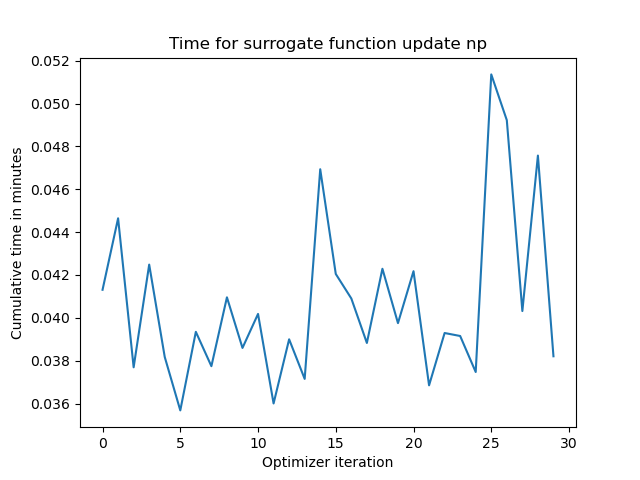 Time for surrogate function update np
0.052
0.050
0.048
0.046
0.044
0.042
0.040
0.038
0.036
Cumulative time in minutes
0 5 10 15 20 25 30
Optimizer iteration